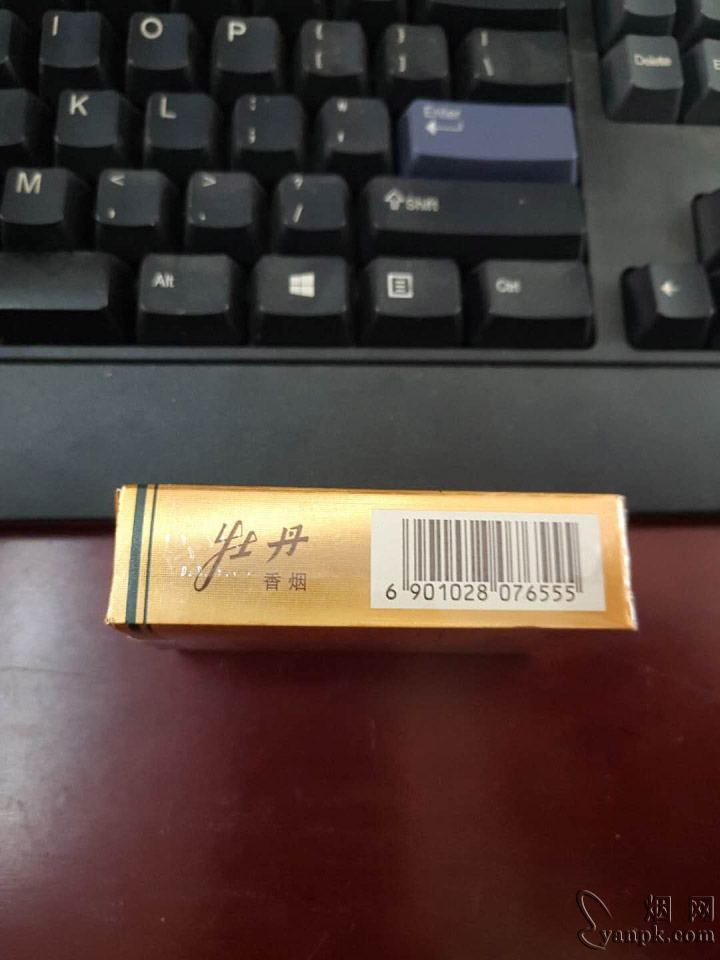 I O P { [ } ] | \ Delete
K L : ; " ' Enter
M < , > . ? / Shift
Alt Ctrl
牡丹
香烟
6 901028 076555
烟网
yanpk.com